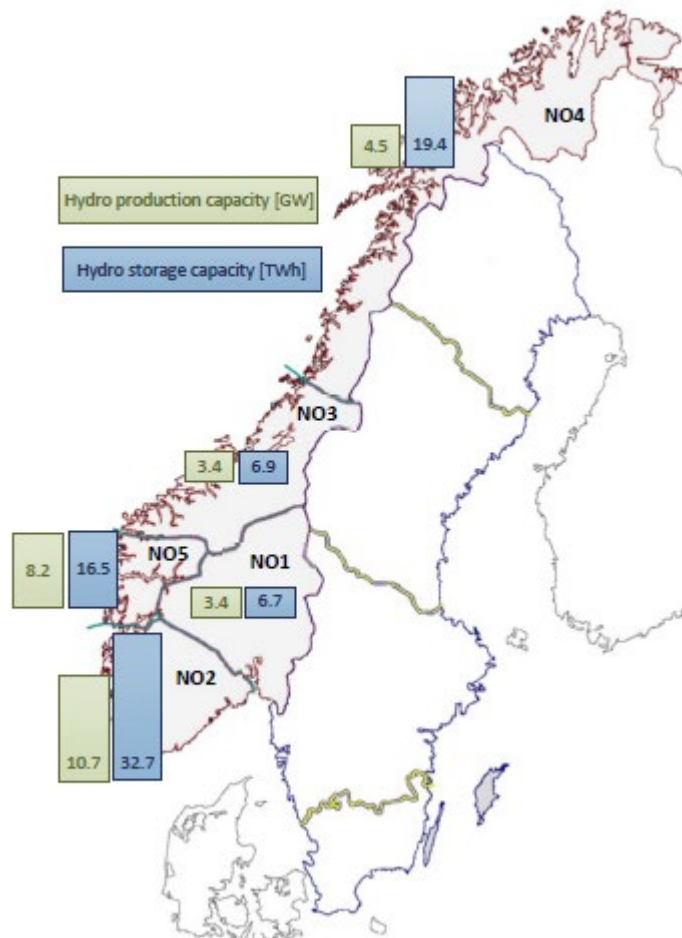 NO4
4.5 19.4
Hydro production capacity [GW]
Hydro storage capacity [TWh]
NO3
3.4 6.9
NO5 NO1
8.2 16.5
3.4 6.7
NO2
10.7 32.7